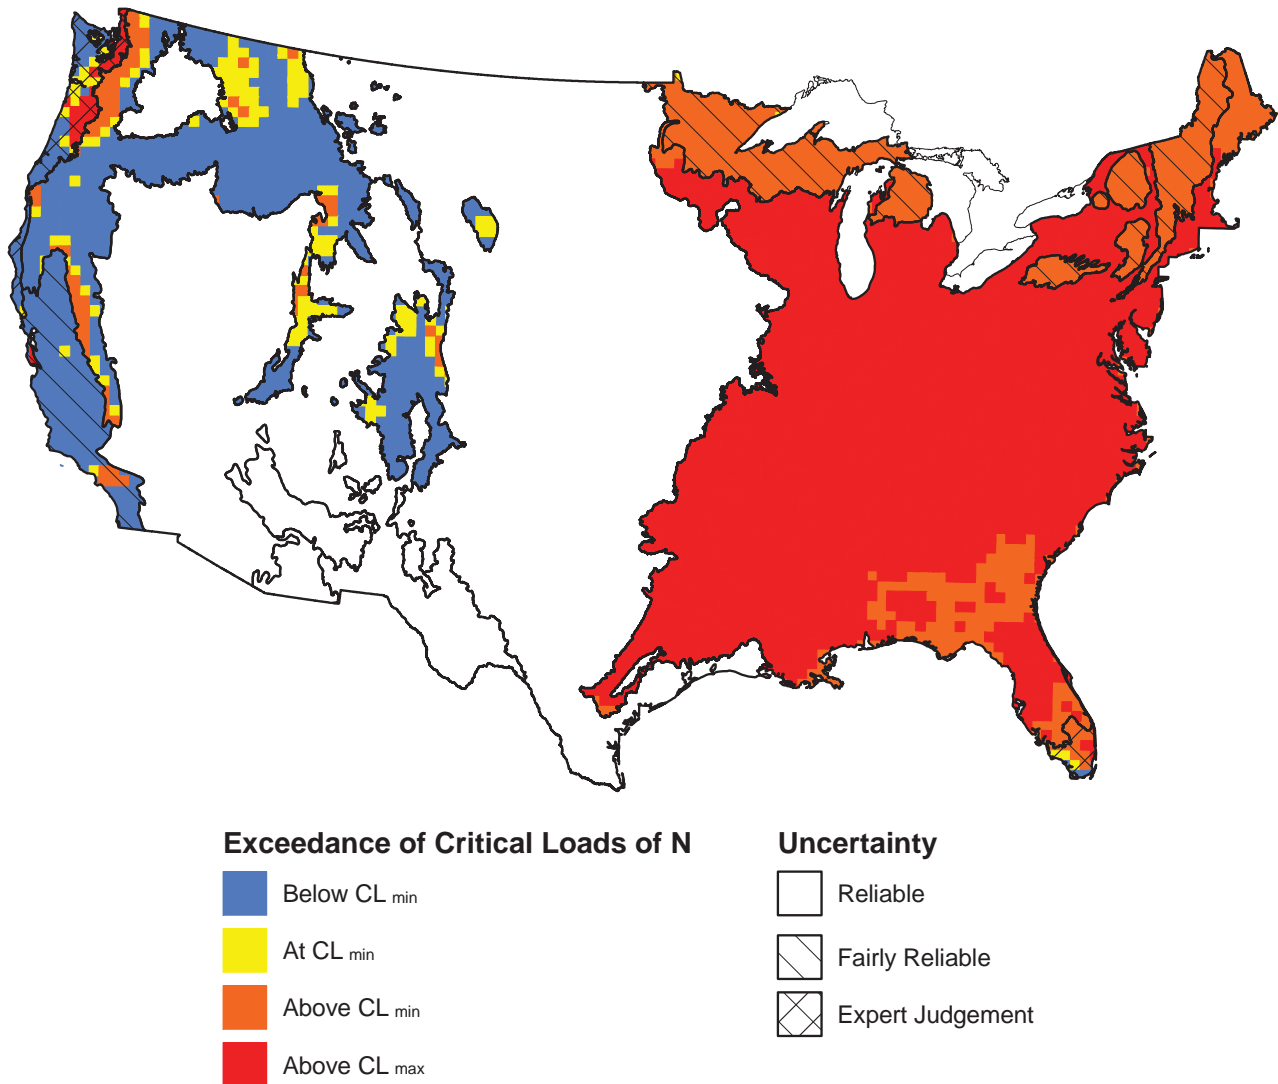 Exceedance of Critical Loads of N
Below CL min
At CL min
Above CL min
Above CL max
Uncertainty
Reliable
Fairly Reliable
Expert Judgement